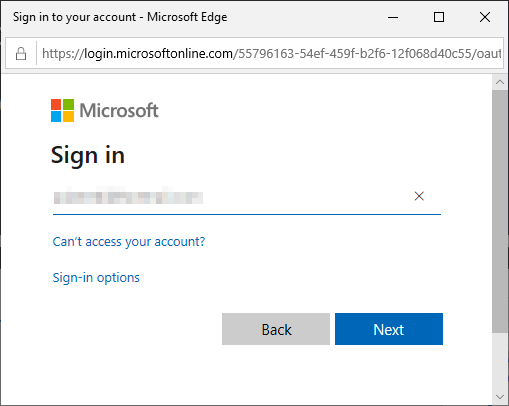 Sign in to your account - Microsoft Edge
https://login.microsoftonline.com/55796163-54ef-459f-b2f6-12f068d40c55/oaut
Microsoft
Sign in
Can't access your account?
Sign-in options
Back Next